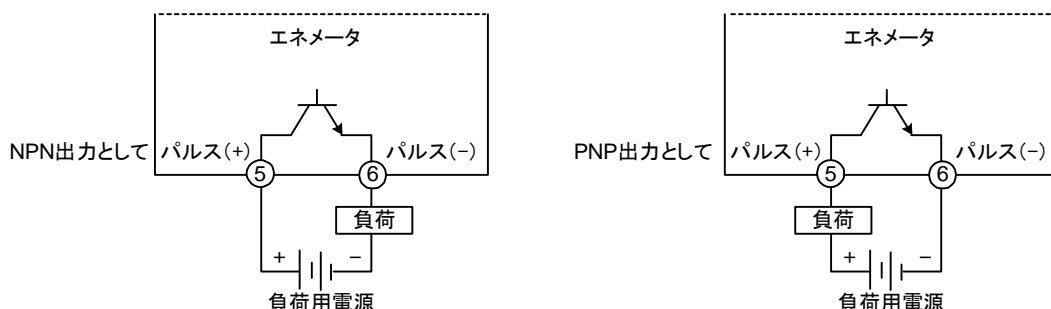 エネメータ
NPN出力として パルス(+) パルス(-)
5 6
負荷
+ -
負荷用電源
エネメータ
PNP出力として パルス(+) パルス(-)
5 6
負荷
+ -
負荷用電源